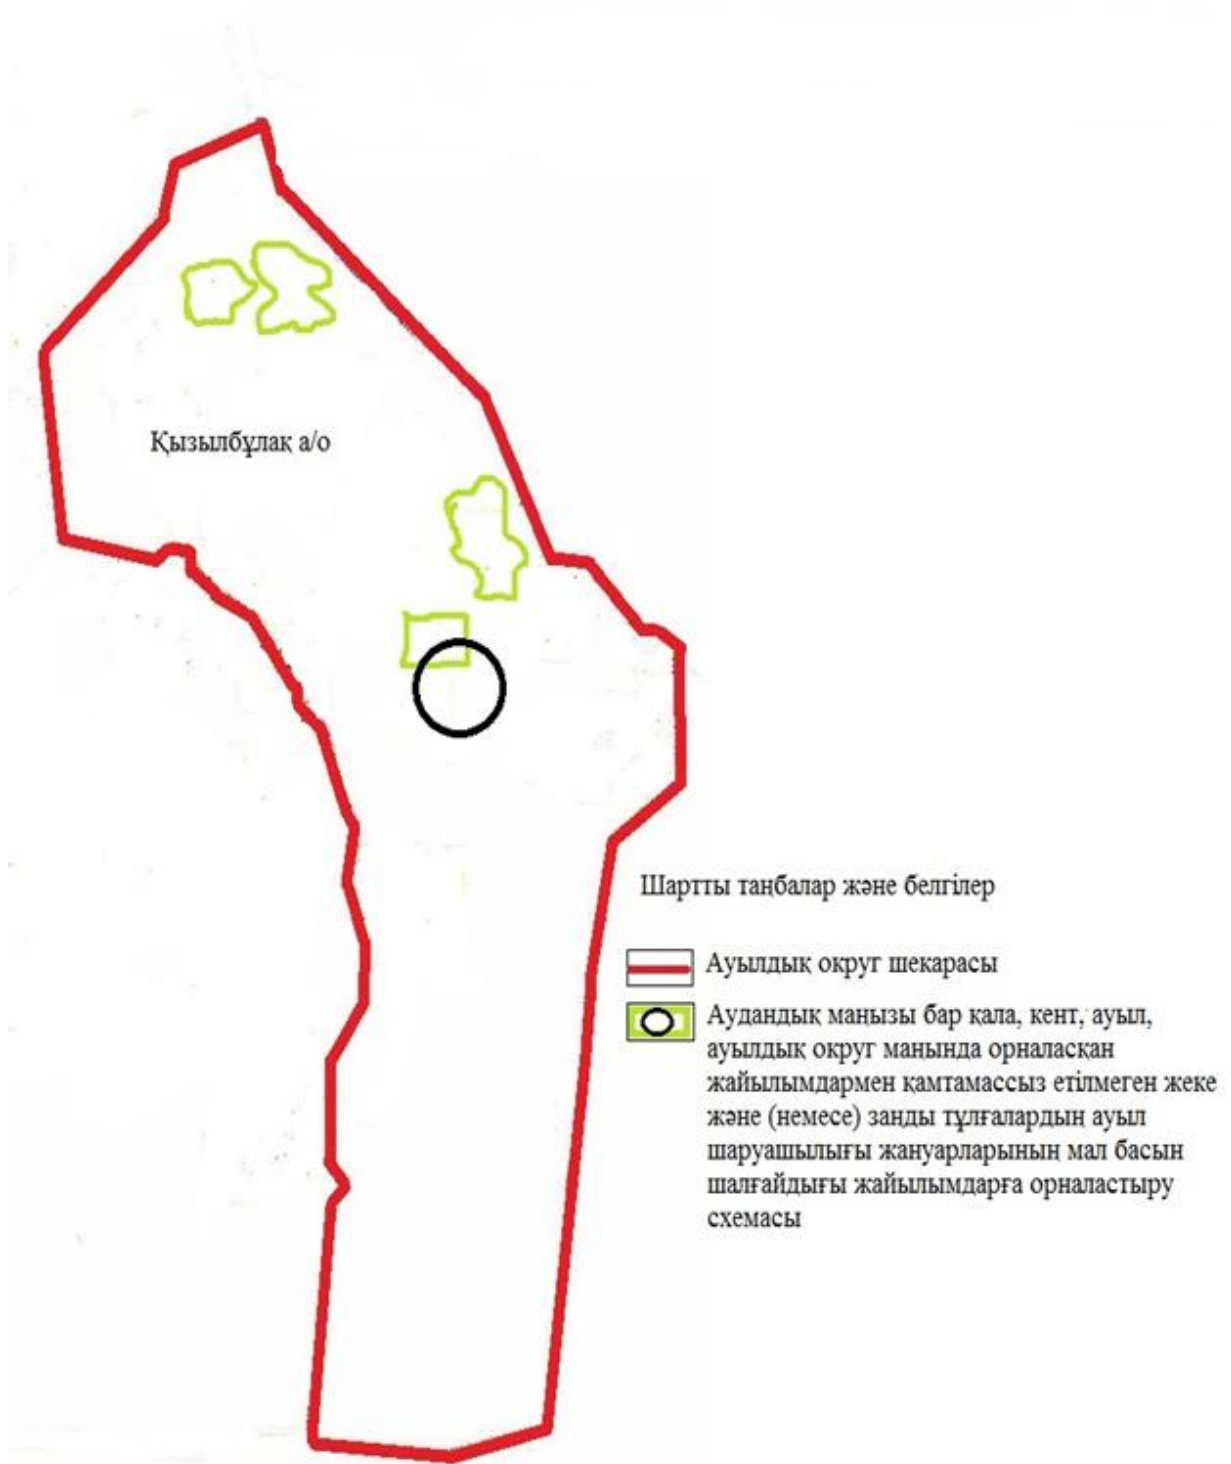 Қызылбұлақ а/о
Шартты таңбалар және белгілер
Ауылдық округ шекарасы
Аудандық маңызы бар қала, кент, ауыл,
ауылдық округ маңында орналасқан
жайылымдармен қамтамассыз етілмеген жеке
және (немесе) заңды тұлғалардың ауыл
шаруашылығы жануарларының мал басын
шалғайдығы жайылымдарға орналастыру
схемасы